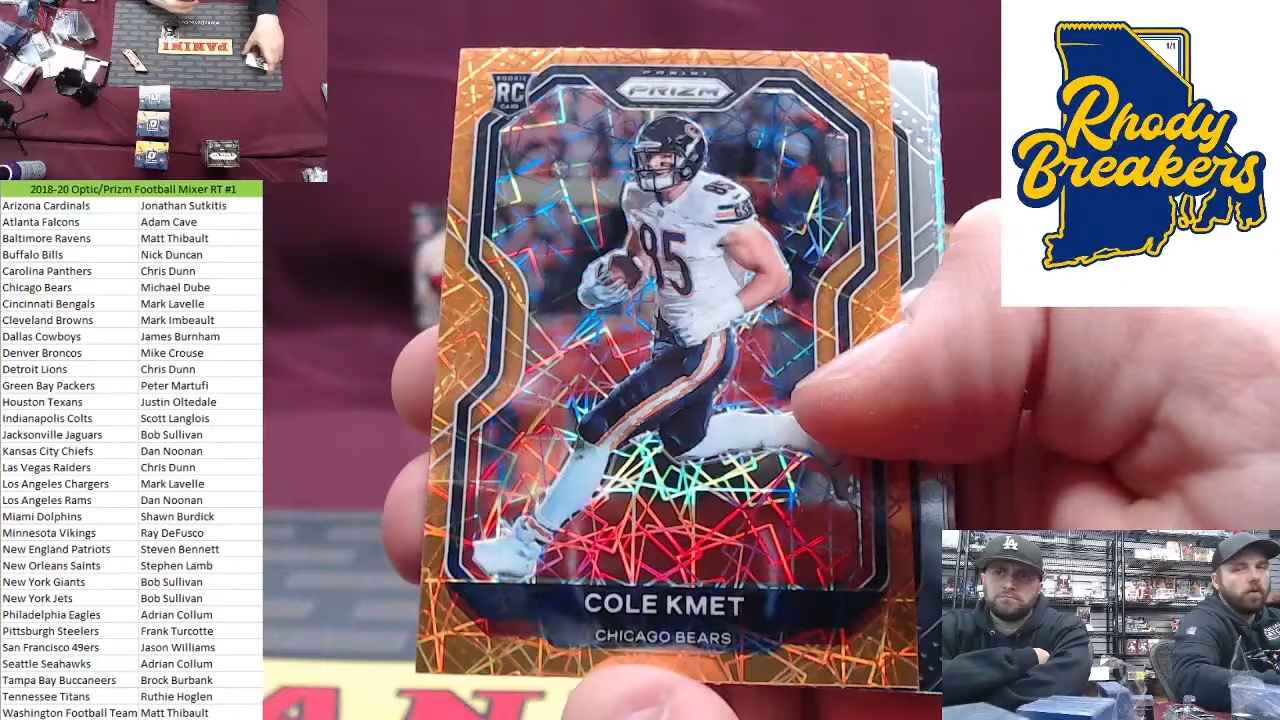 PANINI
2018-20 Optic/Prizm Football Mixer RT #1
Arizona Cardinals Jonathan Sutkitis
Atlanta Falcons Adam Cave
Baltimore Ravens Matt Thibault
Buffalo Bills Nick Duncan
Carolina Panthers Chris Dunn
Chicago Bears Michael Dube
Cincinnati Bengals Mark Lavelle
Cleveland Browns Mark Imbeault
Dallas Cowboys James Burnham
Denver Broncos Mike Crouse
Detroit Lions Chris Dunn
Green Bay Packers Peter Martufi
Houston Texans Justin Oltedale
Indianapolis Colts Scott Langlois
Jacksonville Jaguars Bob Sullivan
Kansas City Chiefs Dan Noonan
Las Vegas Raiders Chris Dunn
Los Angeles Chargers Mark Lavelle
Los Angeles Rams Dan Noonan
Miami Dolphins Shawn Burdick
Minnesota Vikings Ray DeFusco
New England Patriots Steven Bennett
New Orleans Saints Stephen Lamb
New York Giants Bob Sullivan
New York Jets Bob Sullivan
Philadelphia Eagles Adrian Collum
Pittsburgh Steelers Frank Turcotte
San Francisco 49ers Jason Williams
Seattle Seahawks Adrian Collum
Tampa Bay Buccaneers Brock Burbank
Tennessee Titans Ruthie Hoglen
Washington Football Team Matt Thibault
ROOKIE
RC
CARD
PANINI
PRIZM
85
85
COLE KMET
CHICAGO BEARS
1/1
Rhody
Breakers
LA